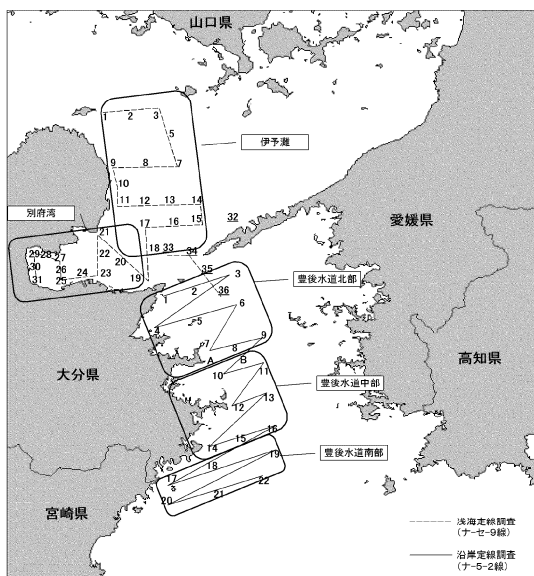 山口県
1 2 3
5
伊予灘
9 8 7
10
11 12 13 14
別府湾
17 16 15
32
愛媛県
21
18 33
34
29 28 27
22
20
30 26
35
31 25 24 23 19
豊後水道北部
3
2
36
1
6
4
5
7
9
8
高知県
A B
大分県
10
11
豊後水道中部
13
12
16
15
14
豊後水道南部
19
18
17
22
21
20
宮崎県
浅海定線調査
(ナ-セ-9線)
沿岸定線調査
(ナ-5-2線)